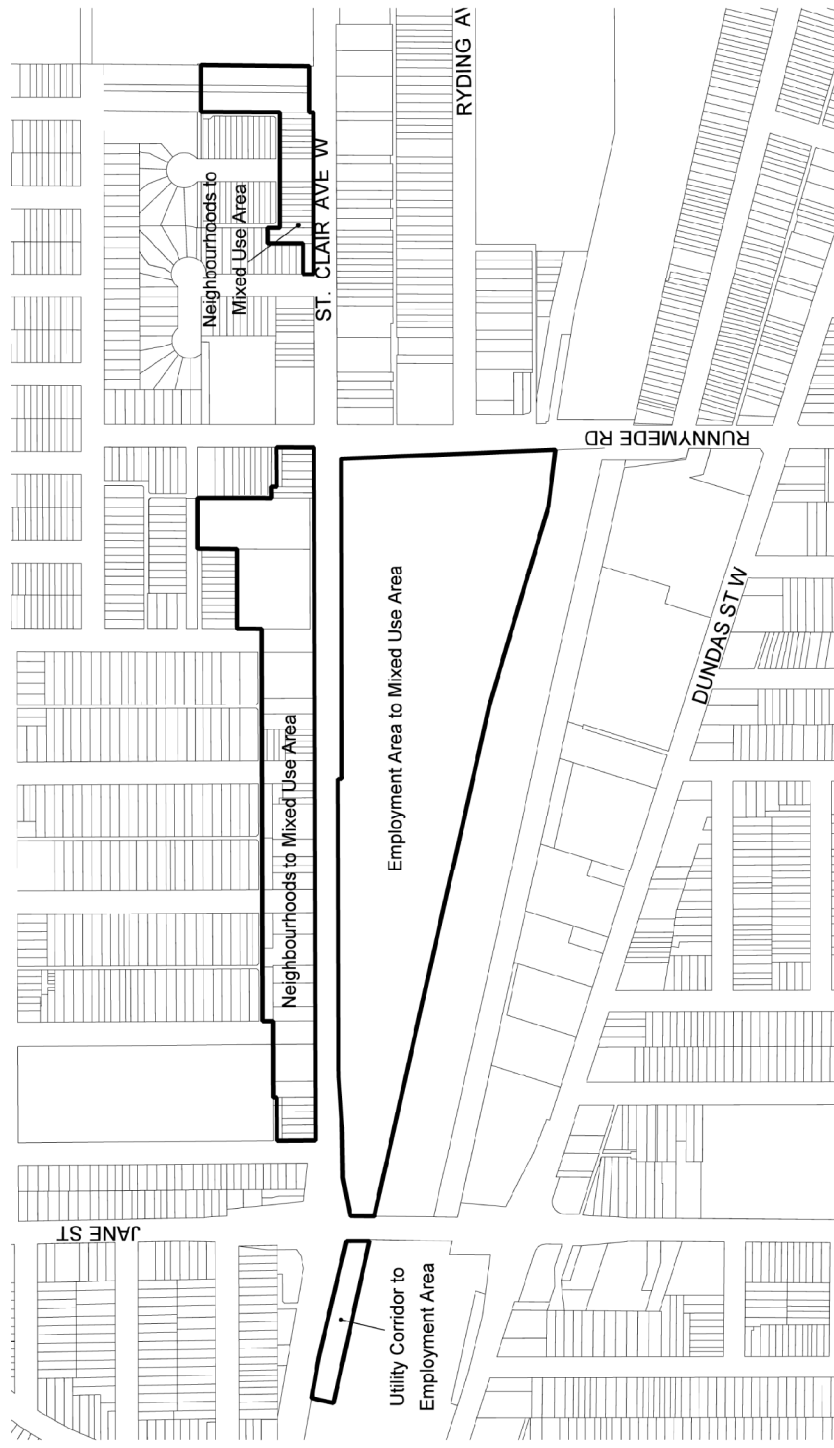 RYDING AV
Neighbourhoods to
Mixed Use Area
ST. CLAIR AVE W
RUNNYMEDE RD
Employment Area to Mixed Use Area
DUNDAS ST W
Neighbourhoods to Mixed Use Area
JANE ST
Utility Corridor to
Employment Area